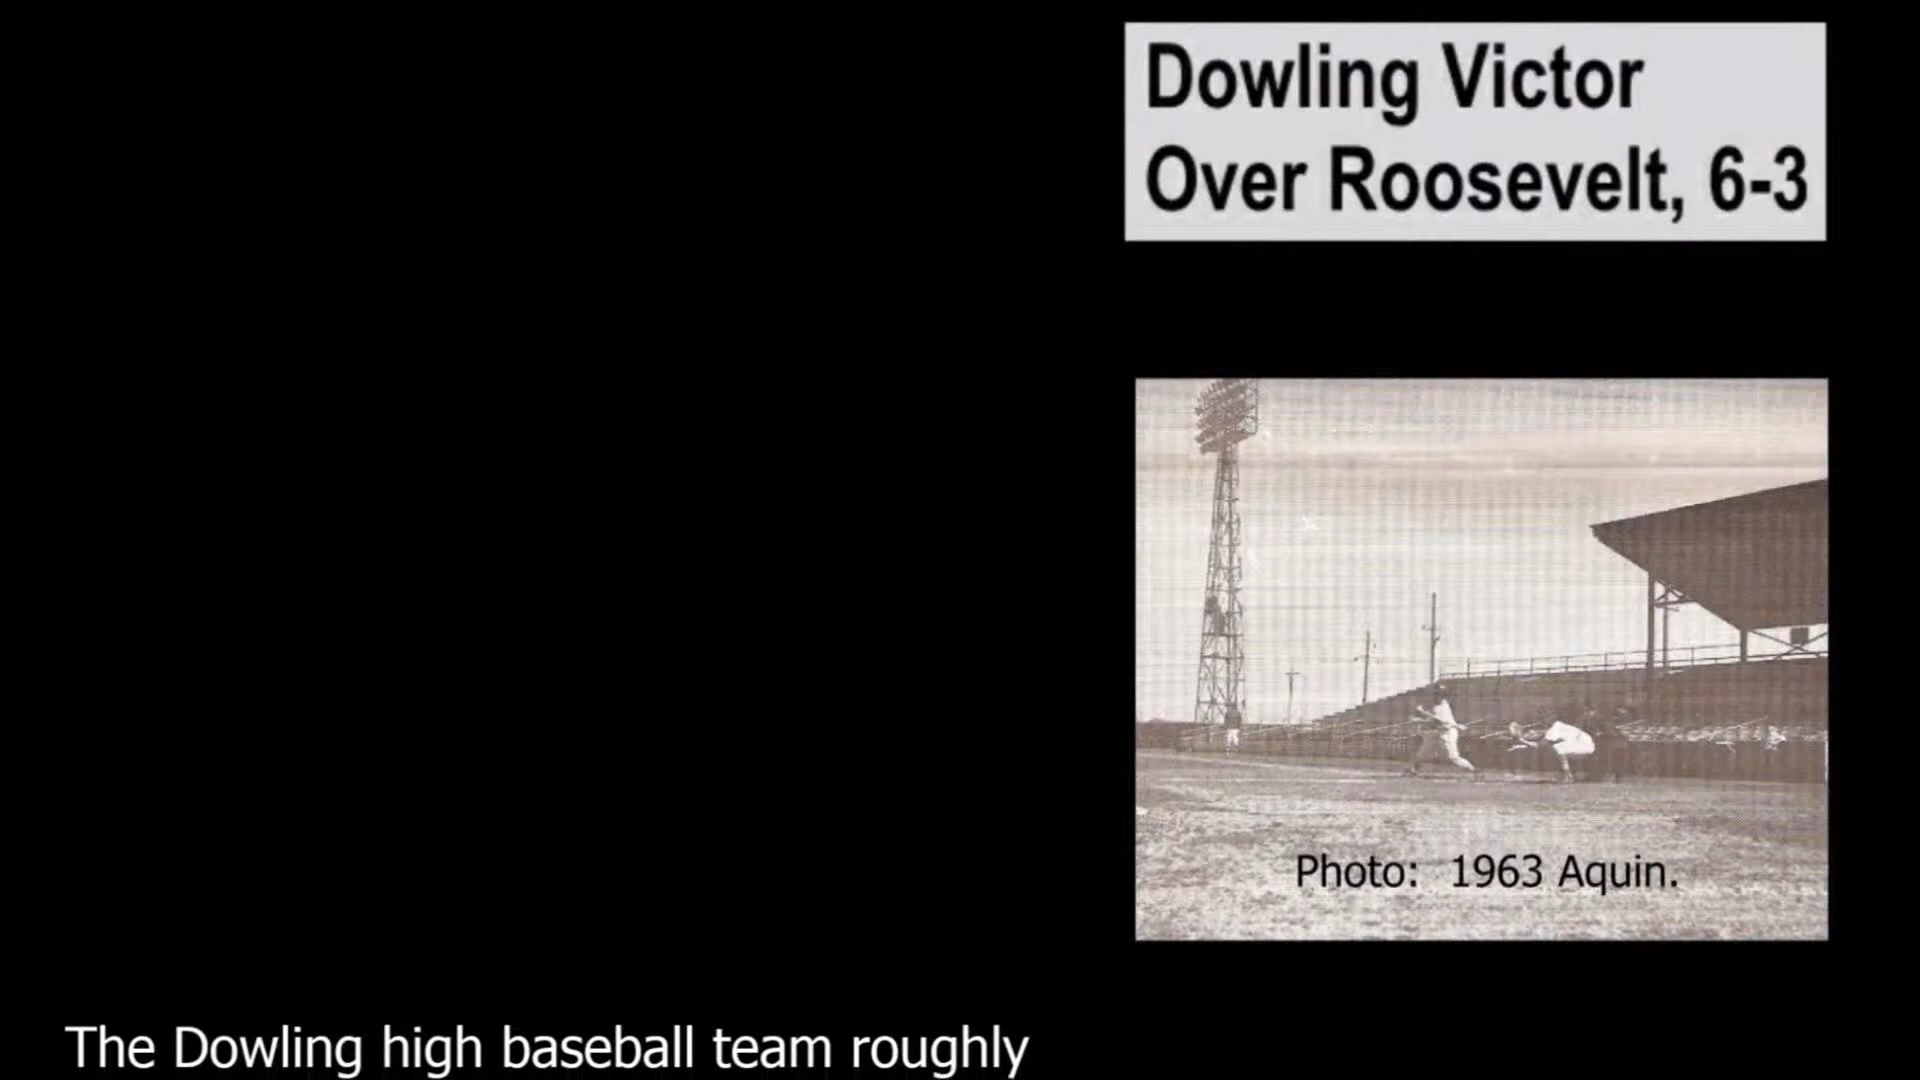 Dowling Victor
Over Roosevelt, 6-3
Photo: 1963 Aquin.
The Dowling high baseball team roughly